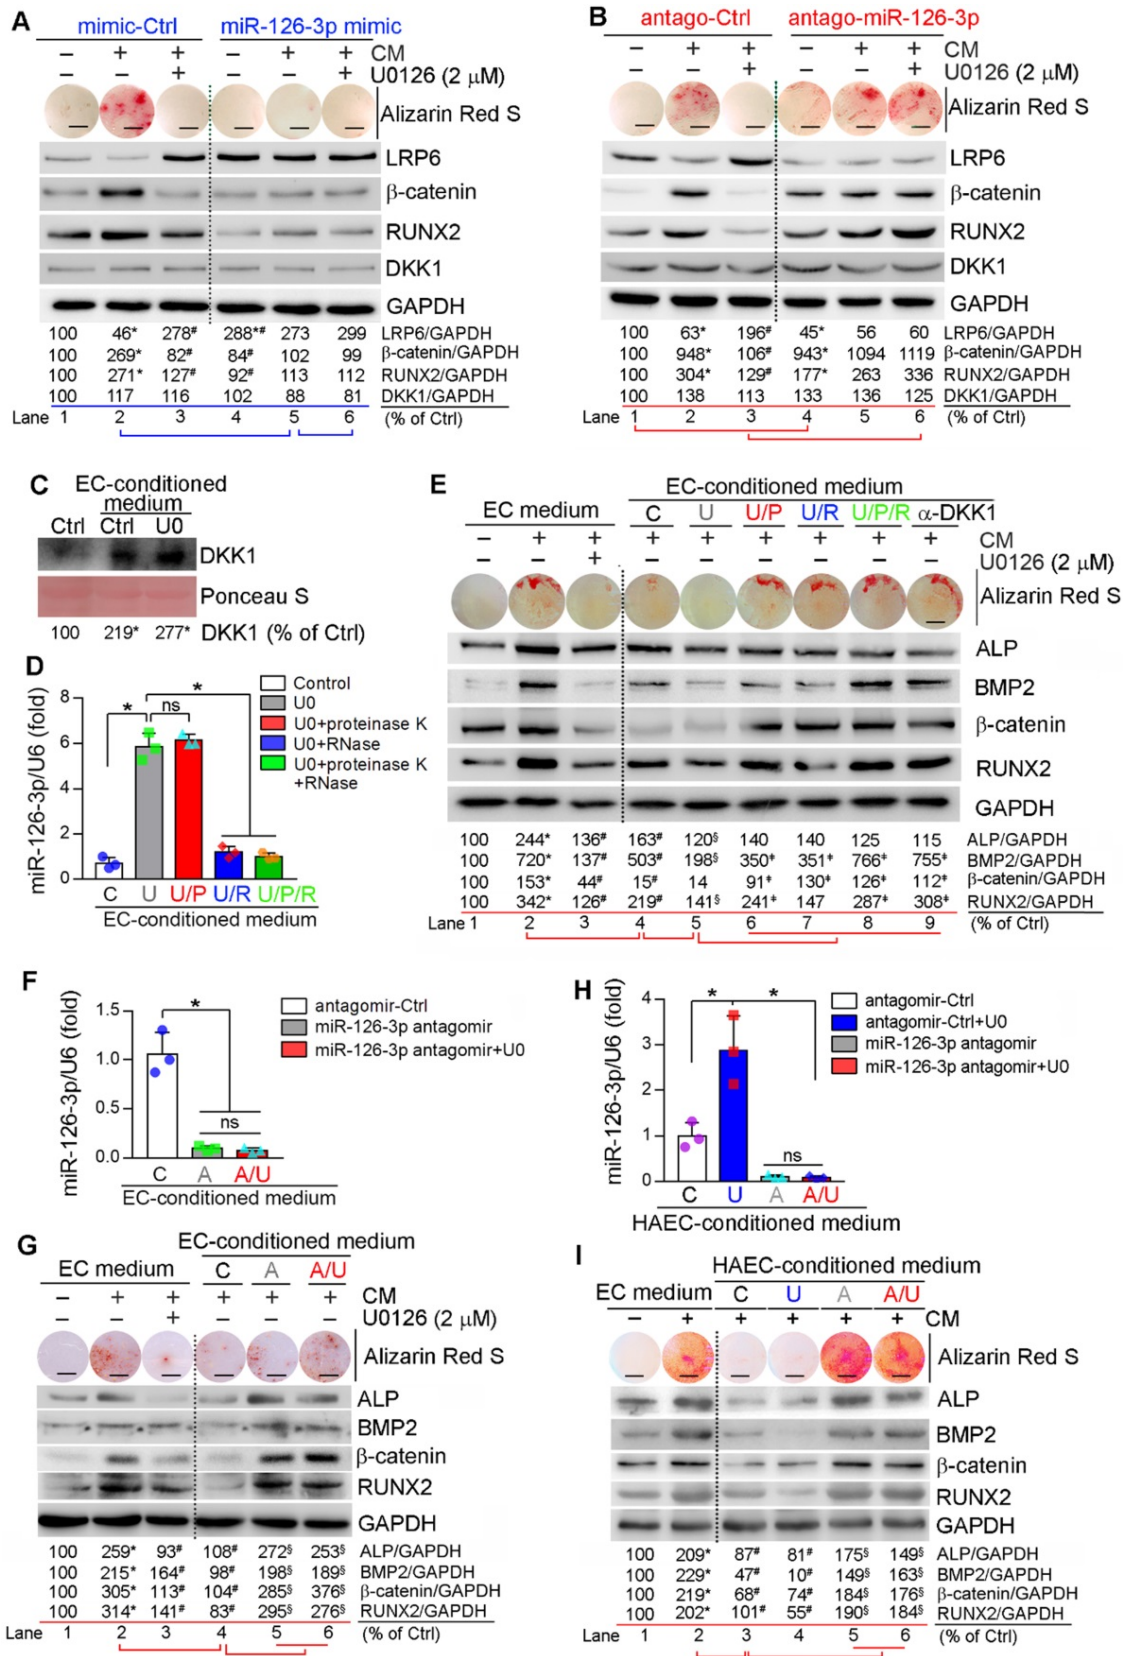 A
mimic-Ctrl miR-126-3p mimic
− + + − + + CM
− − + − − + U0126 (2 μM)
Alizarin Red S
LRP6
β-catenin
RUNX2
DKK1
GAPDH
100 46* 278# 288*# 273 299 LRP6/GAPDH
100 269* 82# 84# 102 99 β-catenin/GAPDH
100 271* 127# 92# 113 112 RUNX2/GAPDH
100 117 116 102 88 81 DKK1/GAPDH
Lane 1 2 3 4 5 6 (% of Ctrl)
B
antago-Ctrl antago-miR-126-3p
− + + − + + CM
− − + − − + U0126 (2 μM)
Alizarin Red S
LRP6
β-catenin
RUNX2
DKK1
GAPDH
100 63* 196# 45* 56 60 LRP6/GAPDH
100 948* 106# 943* 1094 1119 β-catenin/GAPDH
100 304* 129# 177* 263 336 RUNX2/GAPDH
100 138 113 133 136 125 DKK1/GAPDH
Lane 1 2 3 4 5 6 (% of Ctrl)
C
EC-conditioned
medium
Ctrl Ctrl U0
DKK1
Ponceau S
100 219* 277* DKK1 (% of Ctrl)
D
miR-126-3p/U6 (fold)
8
6
4
2
0
* ns *
Control
U0
U0+proteinase K
U0+RNase
U0+proteinase K
+RNase
C U U/P U/R U/P/R
EC-conditioned medium
E
EC-conditioned medium
EC medium C U U/P U/R U/P/R α-DKK1
− + + + + + + + + CM
− − + − − − − − − U0126 (2 μM)
Alizarin Red S
ALP
BMP2
β-catenin
RUNX2
GAPDH
100 244* 136# 163# 120§ 140 140 125 115 ALP/GAPDH
100 720* 137# 503# 198§ 350ǂ 351ǂ 766ǂ 755ǂ BMP2/GAPDH
100 153* 44# 15# 14 91ǂ 130ǂ 126ǂ 112ǂ β-catenin/GAPDH
100 342* 126# 219# 141§ 241ǂ 147 287ǂ 308ǂ RUNX2/GAPDH
Lane 1 2 3 4 5 6 7 8 9 (% of Ctrl)
F
miR-126-3p/U6 (fold)
1.5
1.0
0.5
0.0
*
ns
antagomir-Ctrl
miR-126-3p antagomir
miR-126-3p antagomir+U0
C A A/U
EC-conditioned medium
H
miR-126-3p/U6 (fold)
4
3
2
1
0
* *
ns
antagomir-Ctrl
antagomir-Ctrl+U0
miR-126-3p antagomir
miR-126-3p antagomir+U0
C U A A/U
HAEC-conditioned medium
G
EC-conditioned medium
EC medium C A A/U
− + + + + + CM
− − + − − − U0126 (2 μM)
Alizarin Red S
ALP
BMP2
β-catenin
RUNX2
GAPDH
100 259* 93# 108# 272§ 253§ ALP/GAPDH
100 215* 164# 98# 198§ 189§ BMP2/GAPDH
100 305* 113# 104# 285§ 376§ β-catenin/GAPDH
100 314* 141# 83# 295§ 276§ RUNX2/GAPDH
Lane 1 2 3 4 5 6 (% of Ctrl)
I
HAEC-conditioned medium
EC medium C U A A/U
− + + + + + CM
Alizarin Red S
ALP
BMP2
β-catenin
RUNX2
GAPDH
100 209* 87# 81# 175§ 149§ ALP/GAPDH
100 229* 47# 10# 149§ 163§ BMP2/GAPDH
100 219* 68# 74# 184§ 176§ β-catenin/GAPDH
100 202* 101# 55# 190§ 184§ RUNX2/GAPDH
Lane 1 2 3 4 5 6 (% of Ctrl)